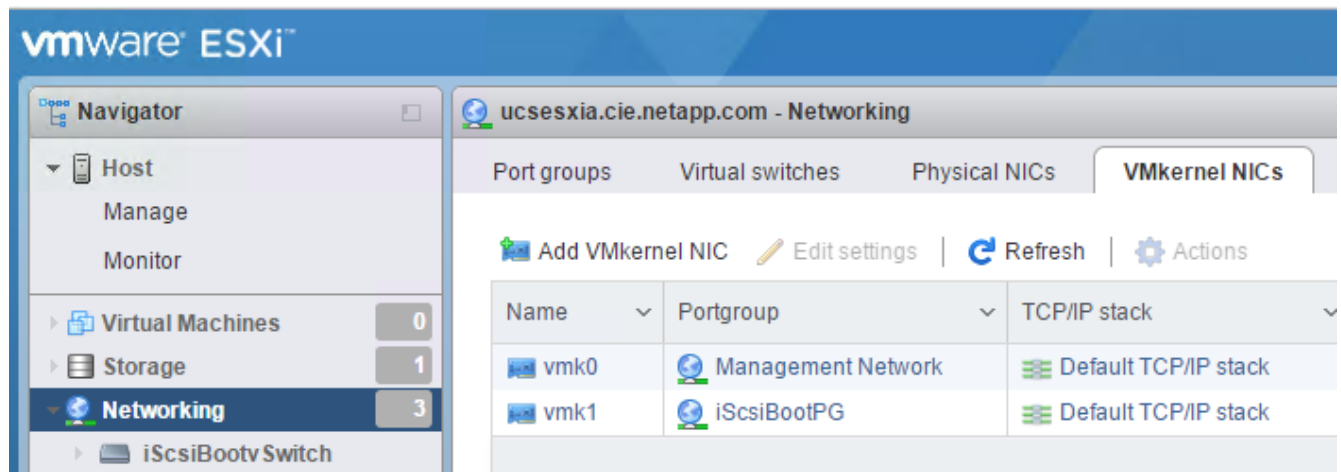 vmware® ESXi™
Navigator
Host
Manage
Monitor
Virtual Machines 0
Storage 1
Networking 3
iScsiBootvSwitch
ucsesxia.cie.netapp.com - Networking
Port groups Virtual switches Physical NICs VMkernel NICs
Add VMkernel NIC Edit settings Refresh Actions
Name Portgroup TCP/IP stack
vmk0 Management Network Default TCP/IP stack
vmk1 iScsiBootPG Default TCP/IP stack